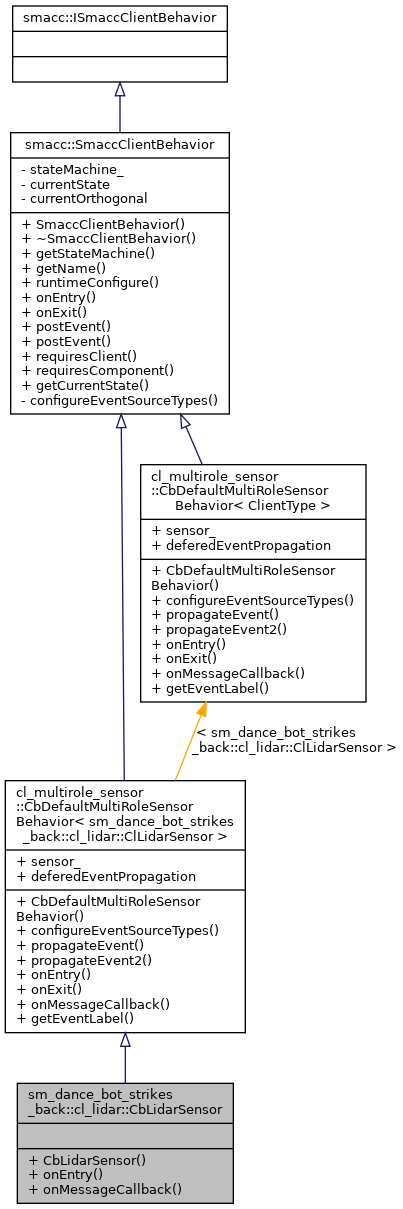 smacc::ISmaccClientBehavior
smacc::SmaccClientBehavior
- stateMachine_
- currentState
- currentOrthogonal
+ SmaccClientBehavior()
+ ~SmaccClientBehavior()
+ getStateMachine()
+ getName()
+ runtimeConfigure()
+ onEntry()
+ onExit()
+ postEvent()
+ postEvent()
+ requiresClient()
+ requiresComponent()
+ getCurrentState()
- configureEventSourceTypes()
cl_multirole_sensor
::CbDefaultMultiRoleSensor
Behavior< ClientType >
+ sensor_
+ deferedEventPropagation
+ CbDefaultMultiRoleSensor
Behavior()
+ configureEventSourceTypes()
+ propagateEvent()
+ propagateEvent2()
+ onEntry()
+ onExit()
+ onMessageCallback()
+ getEventLabel()
< sm_dance_bot_strikes
_back::cl_lidar::ClLidarSensor >
cl_multirole_sensor
::CbDefaultMultiRoleSensor
Behavior< sm_dance_bot_strikes
_back::cl_lidar::ClLidarSensor >
+ sensor_
+ deferedEventPropagation
+ CbDefaultMultiRoleSensor
Behavior()
+ configureEventSourceTypes()
+ propagateEvent()
+ propagateEvent2()
+ onEntry()
+ onExit()
+ onMessageCallback()
+ getEventLabel()
sm_dance_bot_strikes
_back::cl_lidar::CbLidarSensor
+ CbLidarSensor()
+ onEntry()
+ onMessageCallback()